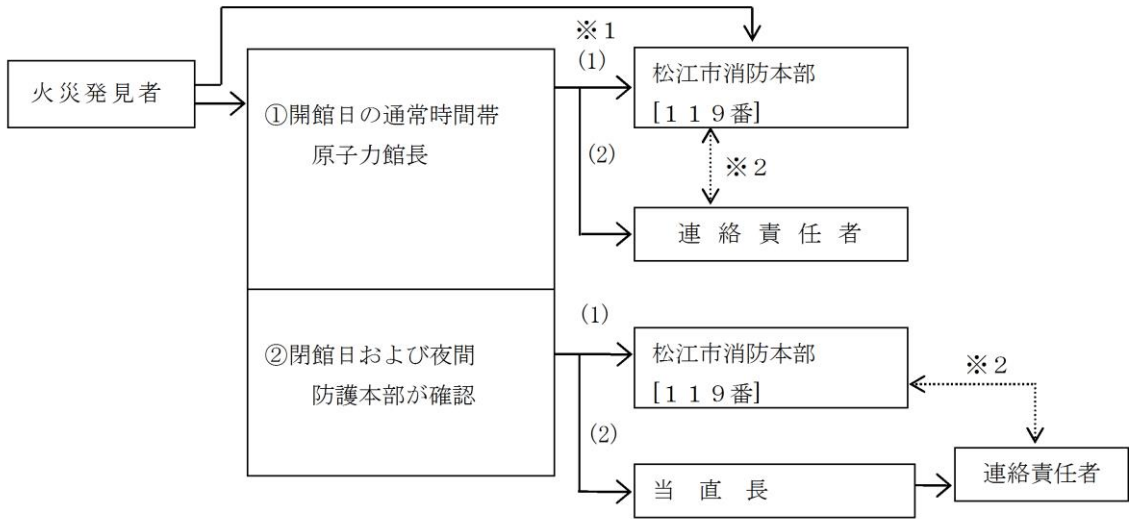 ※１
火災発見者
①開館日の通常時間帯
原子力館長
(1)
松江市消防本部
[１１９番]
(2)
※２
連絡責任者
②閉館日および夜間
防護本部が確認
(1)
松江市消防本部
[１１９番]
※２
(2)
当直長
連絡責任者